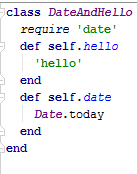 class DateAndHello
  require 'date'
  def self.hello
    'hello'
  end
  def self.date
    Date.today
  end
end